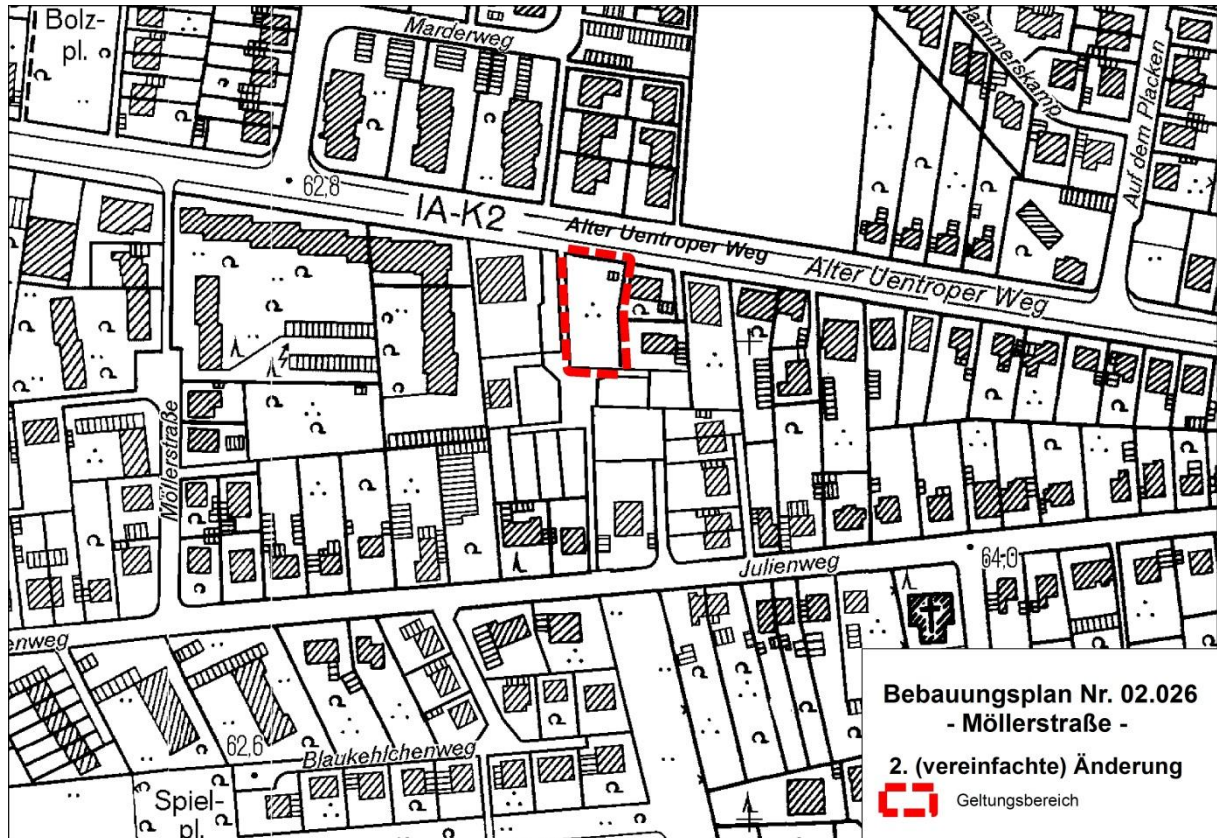 Bolz-
pl.
Marderweg
Hammerskamp
Auf dem Placken
62,8
IA-K2
Alter Uentroper Weg
Alter Uentroper Weg
Möllerstraße
Julienweg
64,0
enweg
62,6
Blaukehlchenweg
Spiel-
pl.
Bebauungsplan Nr. 02.026
- Möllerstraße -
2. (vereinfachte) Änderung
Geltungsbereich